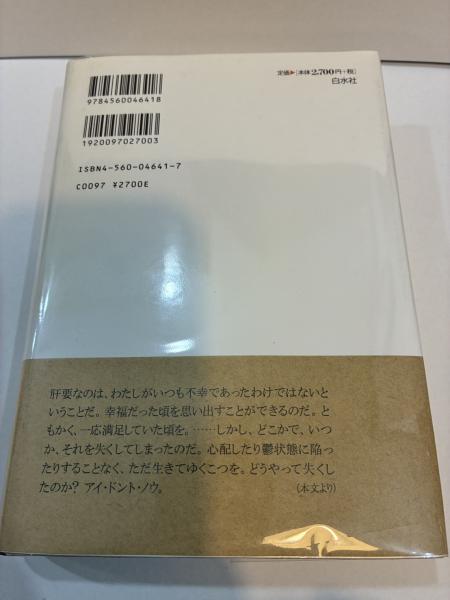 定価▶[本体2,700円+税]
白水社
9784560046418
1920097027003
ISBN4-560-04641-7
C0097 ¥2700E
肝要なのは、わたしがいつも不幸であったわけではないと
いうことだ。幸福だった頃を思い出すことができるのだ。と
もかく、一応満足していた頃を。……しかし、どこかで、いつ
か、それを失くしてしまったのだ。心配したり鬱状態に陥っ
たりすることなく、ただ生きてゆくこつを。どうやって失くし
たのか? アイ・ドント・ノウ。
(本文より)